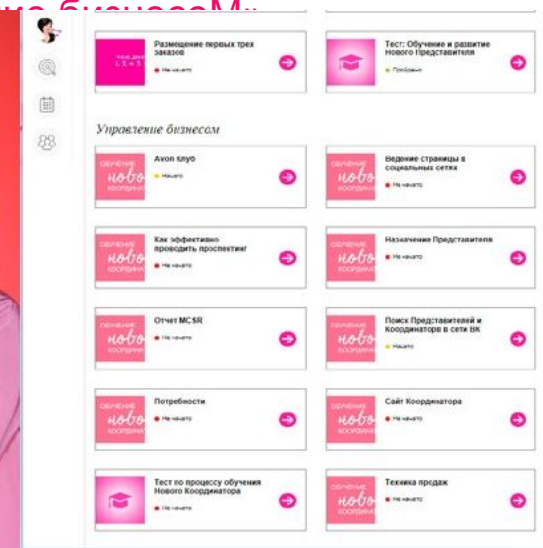 Размещение первых трех
заказов
Не начато
Тест: Обучение и развитие
Нового Представителя
Пройдено
Управление бизнесом
Avon клуб
Начато
Ведение страницы в
социальных сетях
Не начато
Как эффективно
проводить проспектинг
Не начато
Назначение Представителя
Не начато
Отчет MCSR
Не начато
Поиск Представителей и
Координаторов в сети ВК
Начато
Потребности
Не начато
Сайт Координатора
Не начато
Тест по процессу обучения
Нового Координатора
Не начато
Техника продаж
Не начато